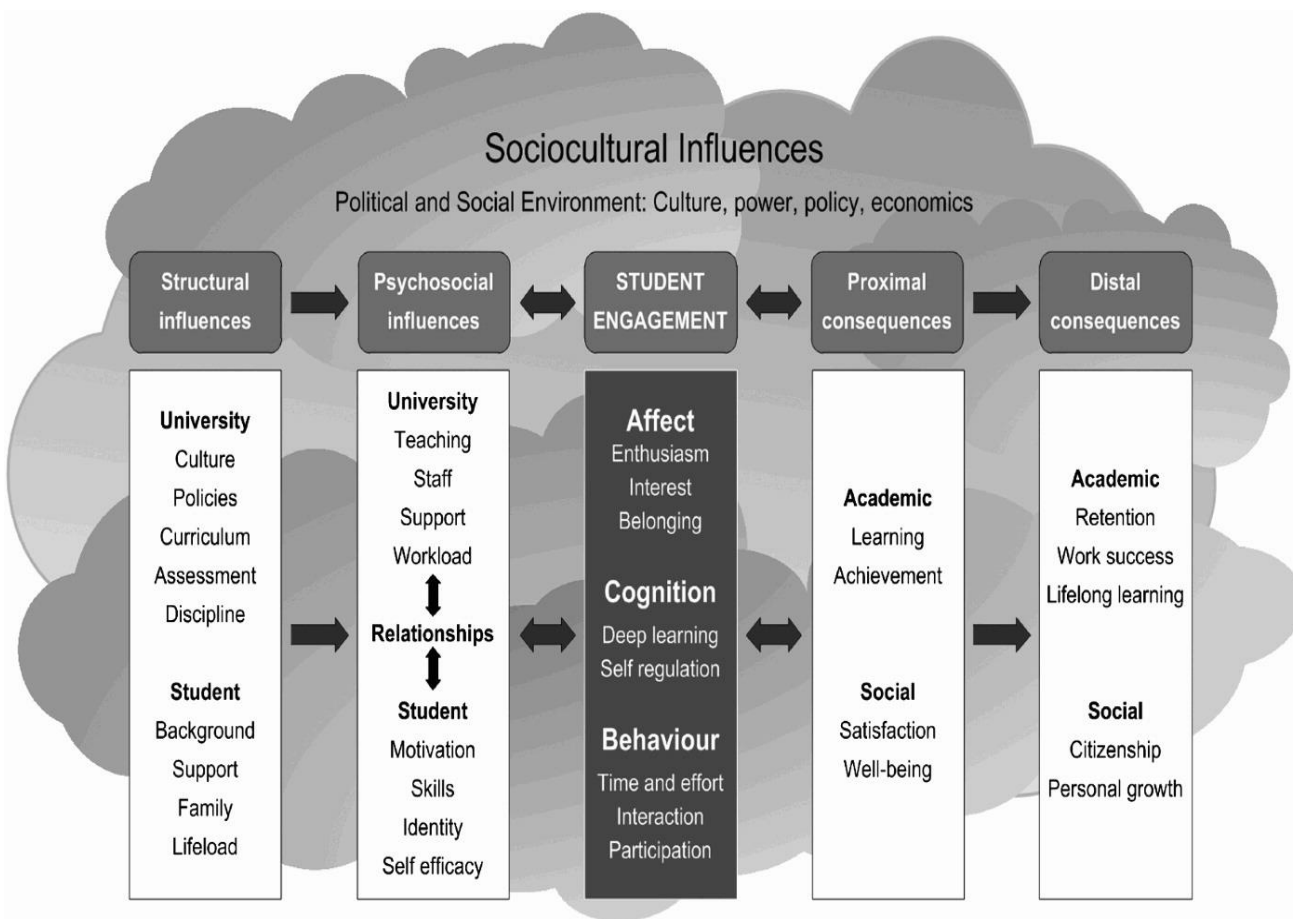 Sociocultural Influences
Political and Social Environment: Culture, power, policy, economics
Structural
influences
Psychosocial
influences
STUDENT
ENGAGEMENT
Proximal
consequences
Distal
consequences
University
Culture
Policies
Curriculum
Assessment
Discipline
Student
Background
Support
Family
Lifeload
University
Teaching
Staff
Support
Workload
Relationships
Student
Motivation
Skills
Identity
Self efficacy
Affect
Enthusiasm
Interest
Belonging
Cognition
Deep learning
Self regulation
Behaviour
Time and effort
Interaction
Participation
Academic
Learning
Achievement
Social
Satisfaction
Well-being
Academic
Retention
Work success
Lifelong learning
Social
Citizenship
Personal growth